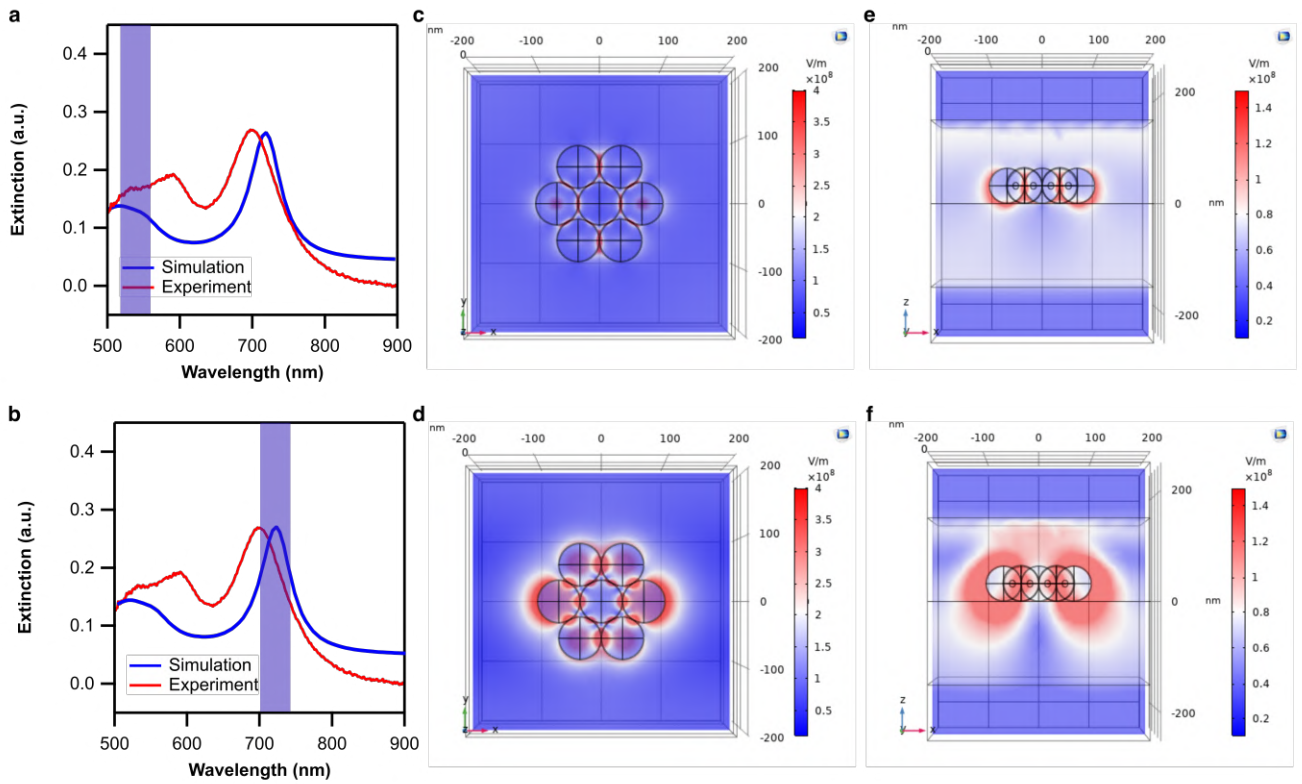 a
0.4
0.3
0.2
0.1
0.0
Extinction (a.u.)
Simulation
Experiment
500 600 700 800 900
Wavelength (nm)
c
nm
-200 -100 0 100 200
0
200
100
0
-100
-200
V/m
×10⁸
4
3.5
3
2.5
2
1.5
1
0.5
y
z x
e
nm
-200 -100 0 100 200
0
200
0 nm
-200
V/m
×10⁸
1.4
1.2
1
0.8
0.6
0.4
0.2
z
y x
b
0.4
0.3
0.2
0.1
0.0
Extinction (a.u.)
Simulation
Experiment
500 600 700 800 900
Wavelength (nm)
d
nm
-200 -100 0 100 200
0
200
100
0
-100
-200
V/m
×10⁸
4
3.5
3
2.5
2
1.5
1
0.5
y
z x
f
nm
-200 -100 0 100 200
0
200
0 nm
-200
V/m
×10⁸
1.4
1.2
1
0.8
0.6
0.4
0.2
z
y x